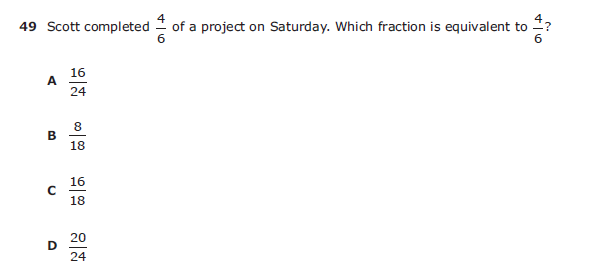 49 Scott completed 4/6 of a project on Saturday. Which fraction is equivalent to 4/6?
A 16/24
B 8/18
C 16/18
D 20/24